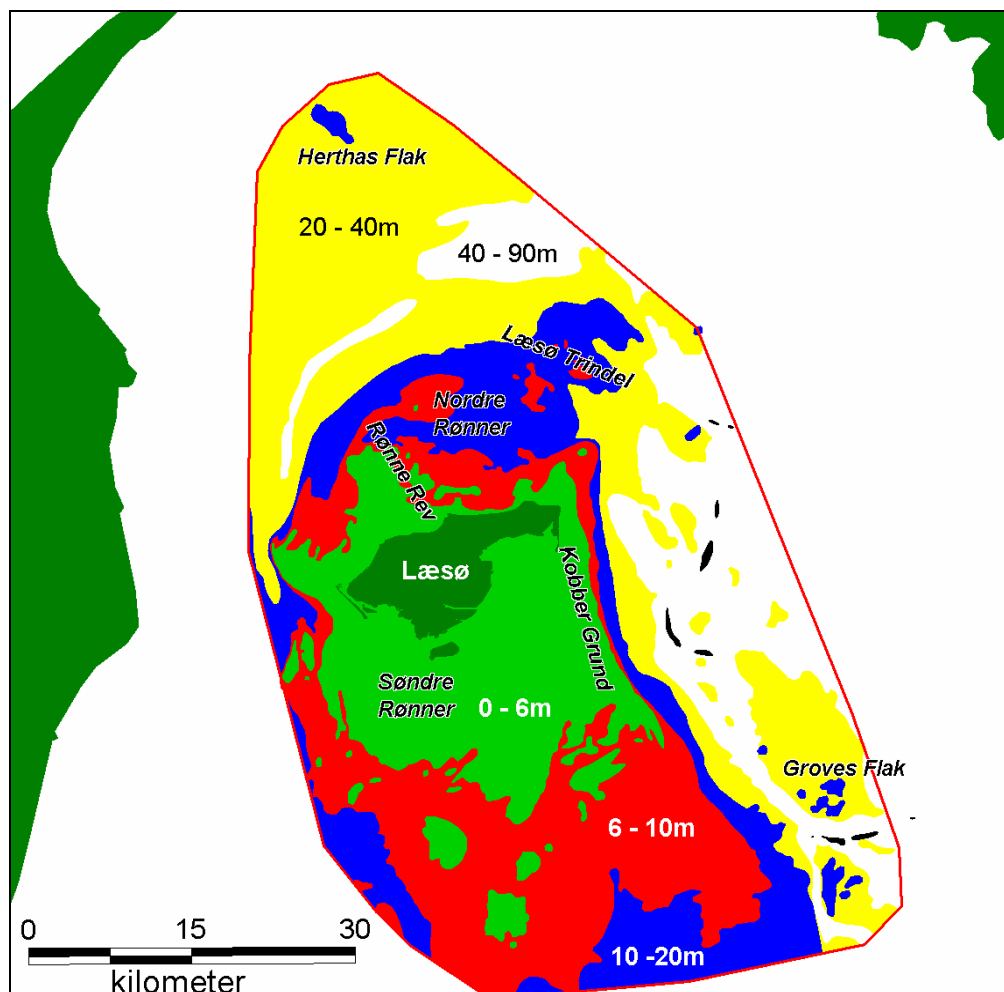 Herthas Flak
20 - 40m
40 - 90m
Læsø Trindel
Nordre
Rønner
Rønne Rev
Læsø
Kobber Grund
Søndre
Rønner
0 - 6m
Groves Flak
6 - 10m
10 -20m
0 15 30
kilometer